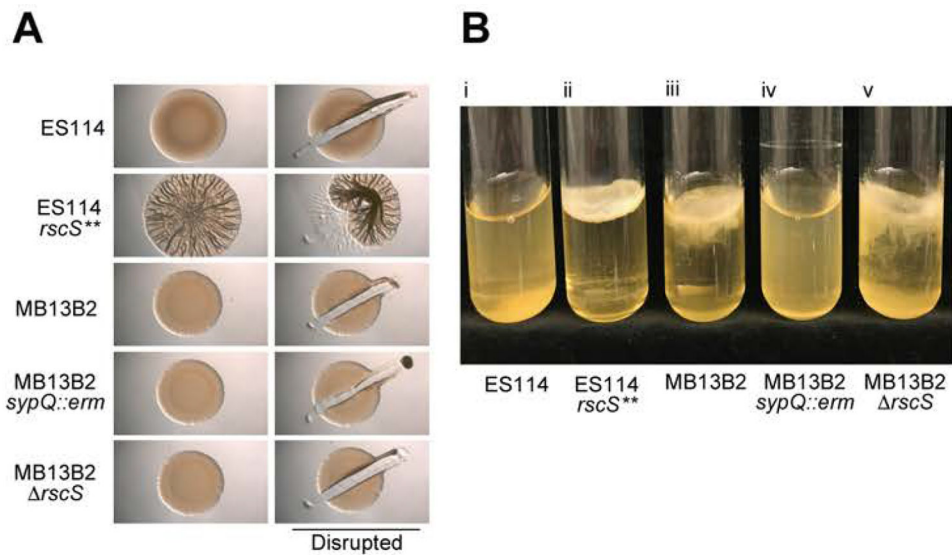 A
ES114
ES114
rscS**
MB13B2
MB13B2
sypQ::erm
MB13B2
ΔrscS
Disrupted
B
i ii iii iv v
ES114 ES114 MB13B2 MB13B2 MB13B2
rscS** sypQ::erm ΔrscS